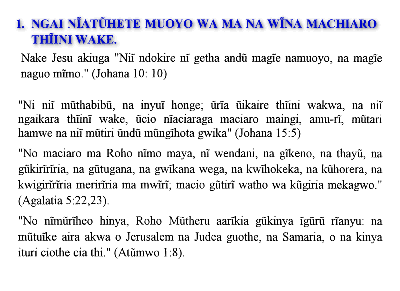 1. NGAI NĨATŨHETE MUOYO WA MA NA WĨNA MACHIARO
THĨINI WAKE.
Nake Jesu akiuga "Niĩ ndokire nĩ getha andũ magĩe namuoyo, na magĩe
naguo mĩmo." (Johana 10: 10)
"Ni niĩ mũthabibũ, na inyuĩ honge; ũrĩa ũikaire thĩini wakwa, na niĩ
ngaikara thĩinĩ wake, ũcio nĩaciaraga maciaro maingi, amu-rĩ, mũtari
hamwe na niĩ mũtiri ũndũ mũngĩhota gwika" (Johana 15:5)
"No maciaro ma Roho nĩmo maya, nĩ wendani, na gĩkeno, na thayũ, na
gũkirĩrĩria, na gũtugana, na gwĩkana wega, na kwĩhokeka, na kũhorera, na
kwigirĩrĩria merirĩria ma mwĩrĩ; macio gũtirĩ watho wa kũgiria mekagwo."
(Agalatia 5:22,23).
"No nĩmũrĩheo hinya, Roho Mũtheru aarĩkia gũkinya igũrũ rĩanyu: na
mũtuĩke aira akwa o Jerusalem na Judea guothe, na Samaria, o na kinya
ituri ciothe cia thi." (Atũmwo 1:8).